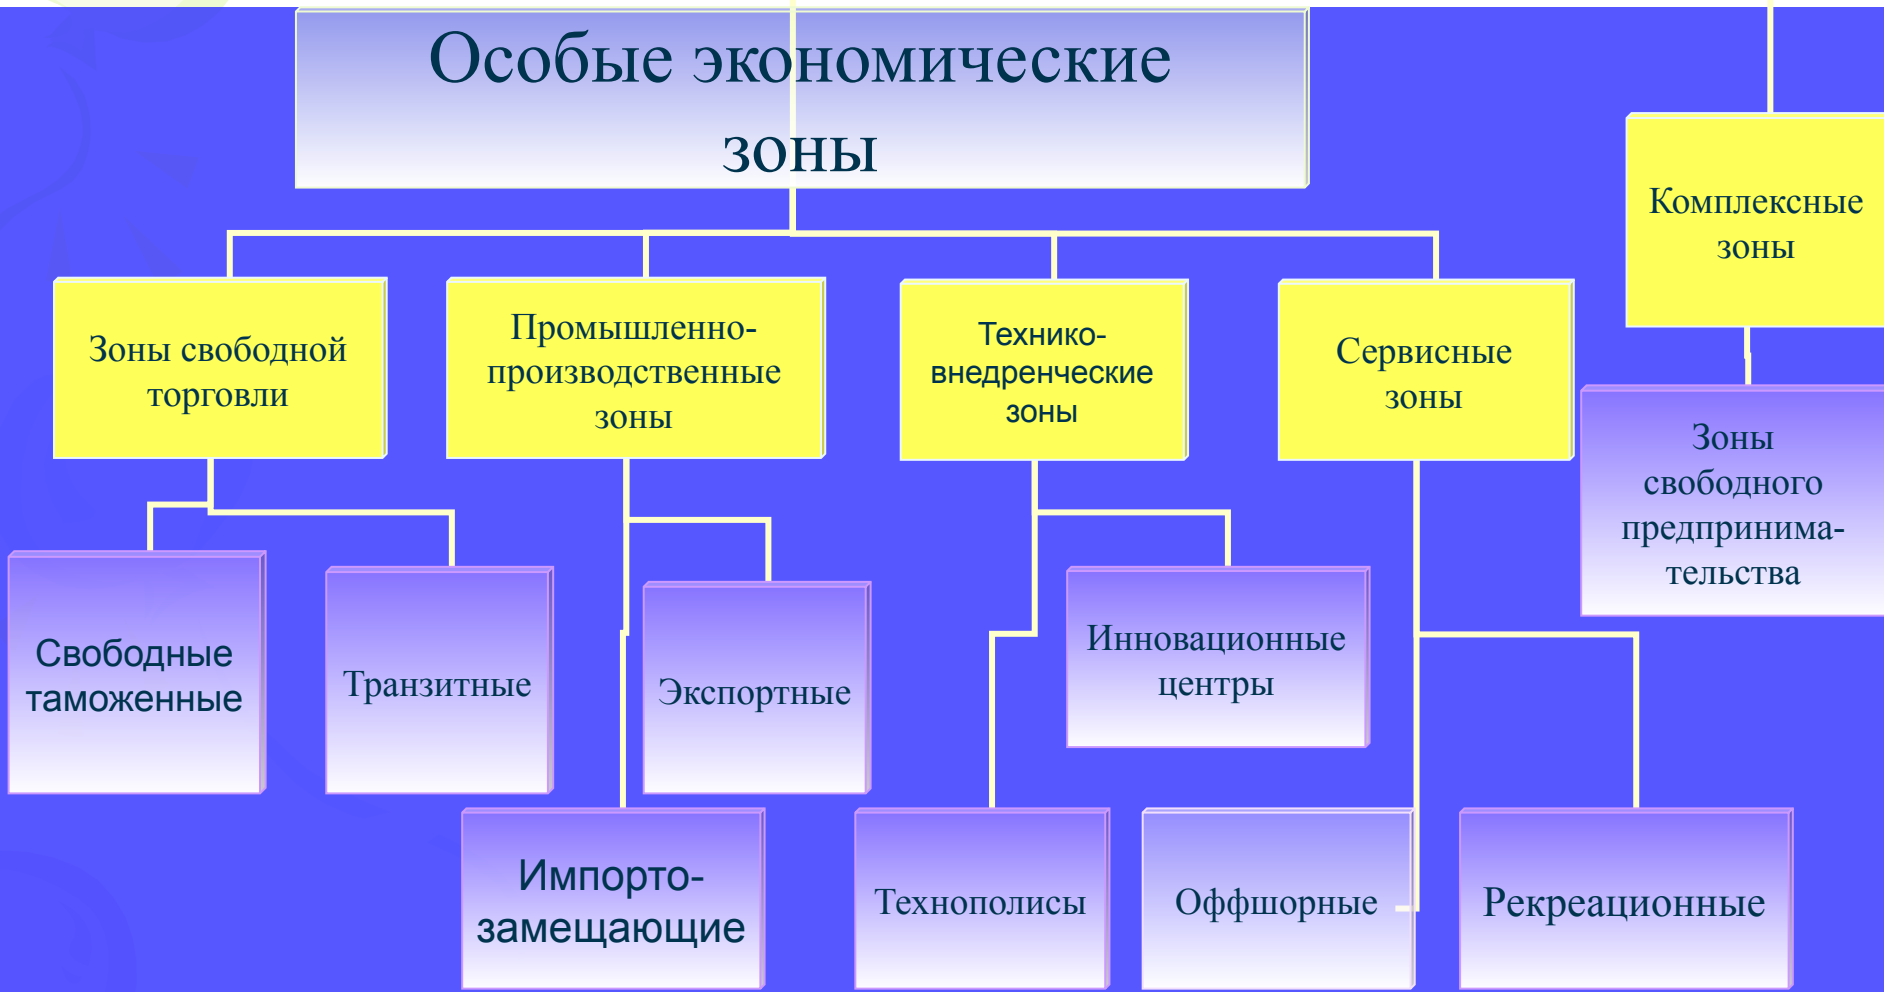 Особые экономические
зоны
Комплексные
зоны
Зоны свободной
торговли
Промышленно-
производственные
зоны
Технико-
внедренческие
зоны
Сервисные
зоны
Зоны
свободного
предпринима-
тельства
Свободные
таможенные
Транзитные
Экспортные
Инновационные
центры
Импорто-
замещающие
Технополисы
Оффшорные
Рекреационные